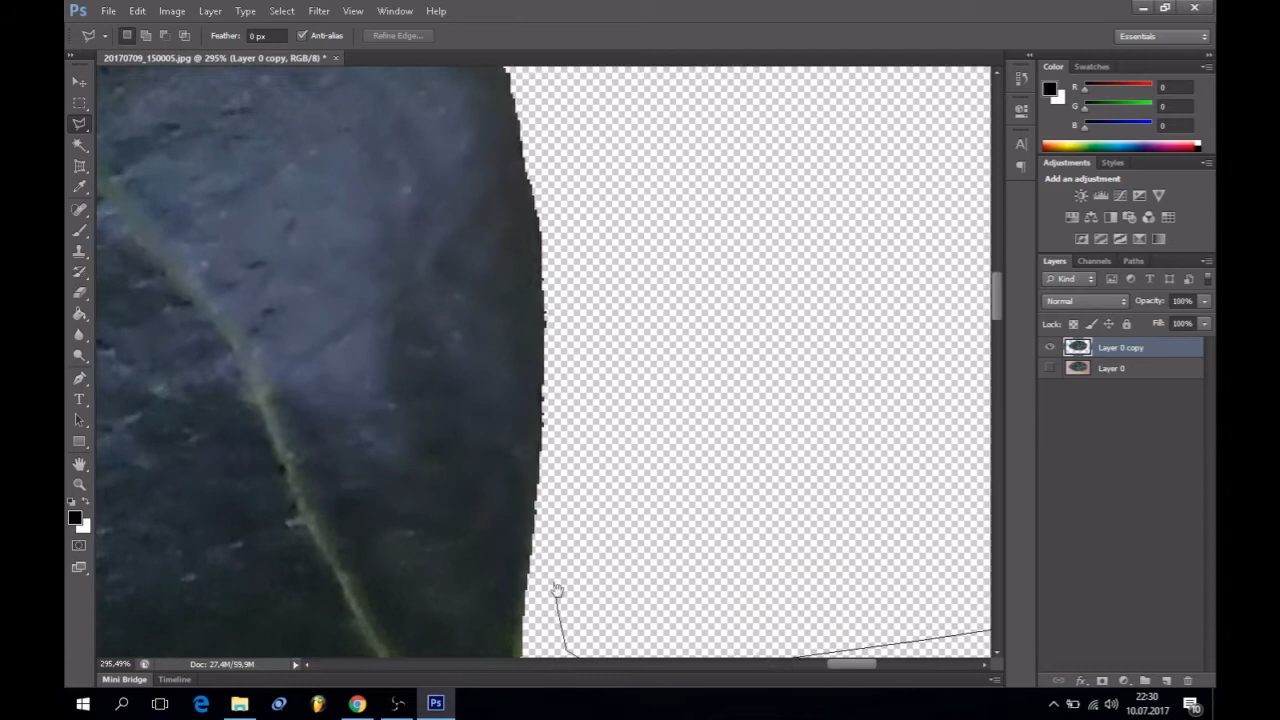 Ps File Edit Image Layer Type Select Filter View Window Help
Feather: 0 px Anti-alias Refine Edge... Essentials
20170709_150005.jpg @ 295% (Layer 0 copy, RGB/8) * ×
Color Swatches
R 0
G 0
B 0
Adjustments Styles
Add an adjustment
Layers Channels Paths
Kind
Normal Opacity: 100%
Lock: Fill: 100%
Layer 0 copy
Layer 0
295,49% Doc: 27,4M/59,9M
Mini Bridge Timeline
Ps 22:30
10.07.2017 10